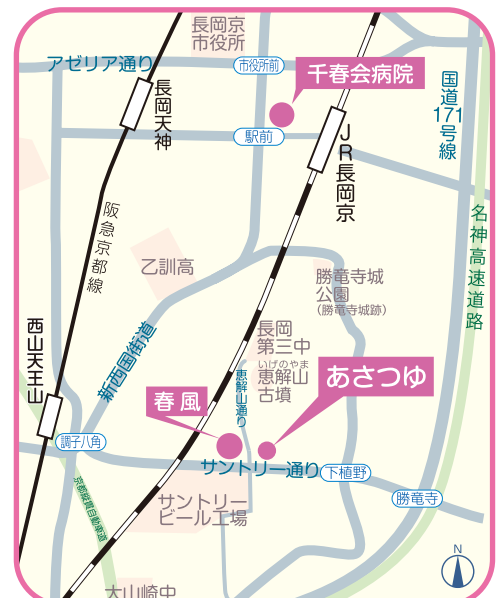 長岡京
市役所
アゼリア通り
市役所前
千春会病院
国道171号線
長岡天神
駅前
JR長岡京
阪急京都線
名神高速道路
乙訓高
勝竜寺城
公園
(勝竜寺城跡)
西山天王山
新西国街道
長岡
第三中
いげのやま
恵解山
古墳
恵解山通り
あさつゆ
春風
調子八角
サントリー通り
下植野
勝竜寺
京都縦貫自動車道
サントリー
ビール工場
大山崎中
N